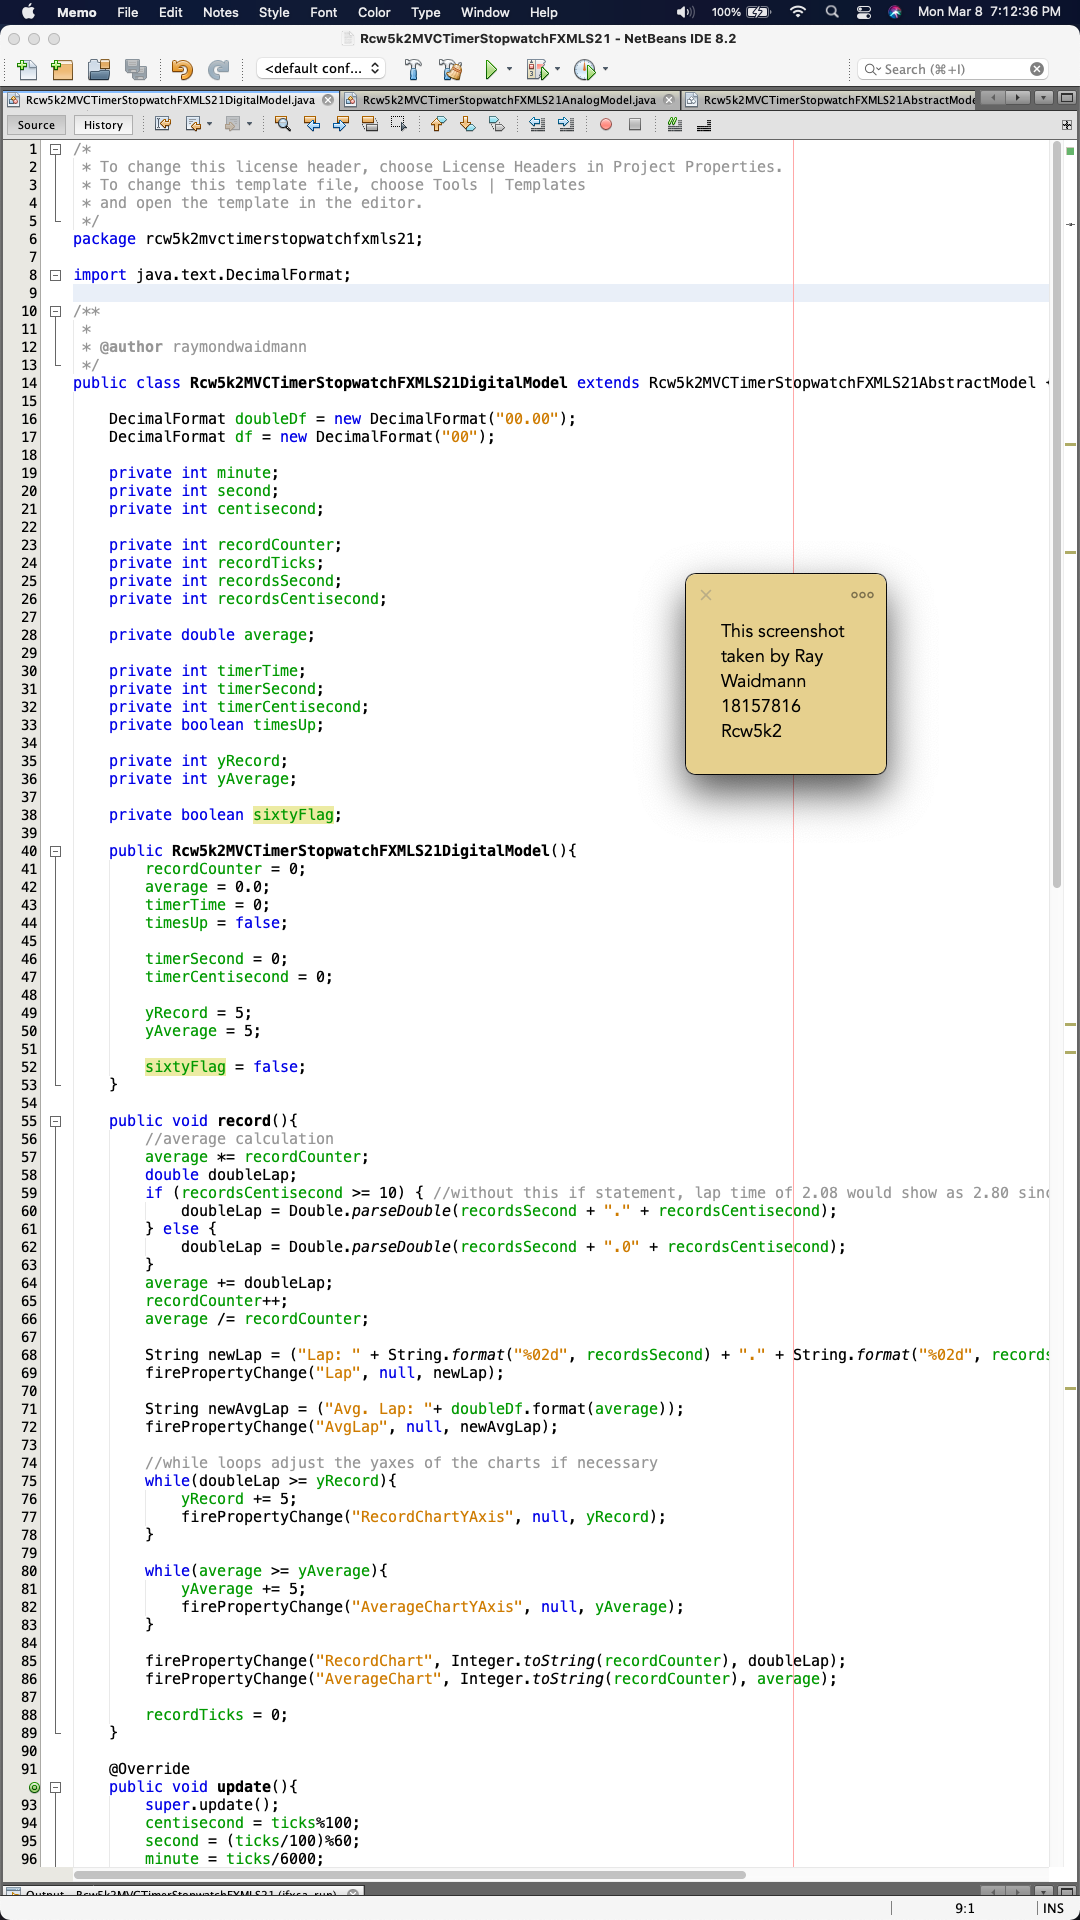 Memo File Edit Notes Style Font Color Type Window Help 100% Mon Mar 8 7:12:36 PM
Rcw5k2MVCTimerStopwatchFXMLS21 - NetBeans IDE 8.2
<default conf... Search (⌘+I)
Rcw5k2MVCTimerStopwatchFXMLS21DigitalModel.java Rcw5k2MVCTimerStopwatchFXMLS21AnalogModel.java Rcw5k2MVCTimerStopwatchFXMLS21AbstractMode
Source History
1 /*
2 * To change this license header, choose License Headers in Project Properties.
3 * To change this template file, choose Tools | Templates
4 * and open the template in the editor.
5 */
6 package rcw5k2mvctimerstopwatchfxmls21;
7
8 import java.text.DecimalFormat;
9
10 /**
11 *
12 * @author raymondwaidmann
13 */
14 public class Rcw5k2MVCTimerStopwatchFXMLS21DigitalModel extends Rcw5k2MVCTimerStopwatchFXMLS21AbstractModel
15
16 DecimalFormat doubleDf = new DecimalFormat("00.00");
17 DecimalFormat df = new DecimalFormat("00");
18
19 private int minute;
20 private int second;
21 private int centisecond;
22
23 private int recordCounter;
24 private int recordTicks;
25 private int recordsSecond;
26 private int recordsCentisecond;
27
28 private double average;
29
30 private int timerTime;
31 private int timerSecond;
32 private int timerCentisecond;
33 private boolean timesUp;
34
35 private int yRecord;
36 private int yAverage;
37
38 private boolean sixtyFlag;
39
40 public Rcw5k2MVCTimerStopwatchFXMLS21DigitalModel(){
41 recordCounter = 0;
42 average = 0.0;
43 timerTime = 0;
44 timesUp = false;
45
46 timerSecond = 0;
47 timerCentisecond = 0;
48
49 yRecord = 5;
50 yAverage = 5;
51
52 sixtyFlag = false;
53 }
54
55 public void record(){
56 //average calculation
57 average *= recordCounter;
58 double doubleLap;
59 if (recordsCentisecond >= 10) { //without this if statement, lap time of 2.08 would show as 2.80 sinc
60 doubleLap = Double.parseDouble(recordsSecond + "." + recordsCentisecond);
61 } else {
62 doubleLap = Double.parseDouble(recordsSecond + ".0" + recordsCentisecond);
63 }
64 average += doubleLap;
65 recordCounter++;
66 average /= recordCounter;
67
68 String newLap = ("Lap: " + String.format("%02d", recordsSecond) + "." + String.format("%02d", records
69 firePropertyChange("Lap", null, newLap);
70
71 String newAvgLap = ("Avg. Lap: "+ doubleDf.format(average));
72 firePropertyChange("AvgLap", null, newAvgLap);
73
74 //while loops adjust the yaxes of the charts if necessary
75 while(doubleLap >= yRecord){
76 yRecord += 5;
77 firePropertyChange("RecordChartYAxis", null, yRecord);
78 }
79
80 while(average >= yAverage){
81 yAverage += 5;
82 firePropertyChange("AverageChartYAxis", null, yAverage);
83 }
84
85 firePropertyChange("RecordChart", Integer.toString(recordCounter), doubleLap);
86 firePropertyChange("AverageChart", Integer.toString(recordCounter), average);
87
88 recordTicks = 0;
89 }
90
91 @Override
public void update(){
93 super.update();
94 centisecond = ticks%100;
95 second = (ticks/100)%60;
96 minute = ticks/6000;
This screenshot
taken by Ray
Waidmann
18157816
Rcw5k2
Output - Rcw5k2MVCTimerStopwatchFXMLS21 (jfxsa_run)
9:1 INS